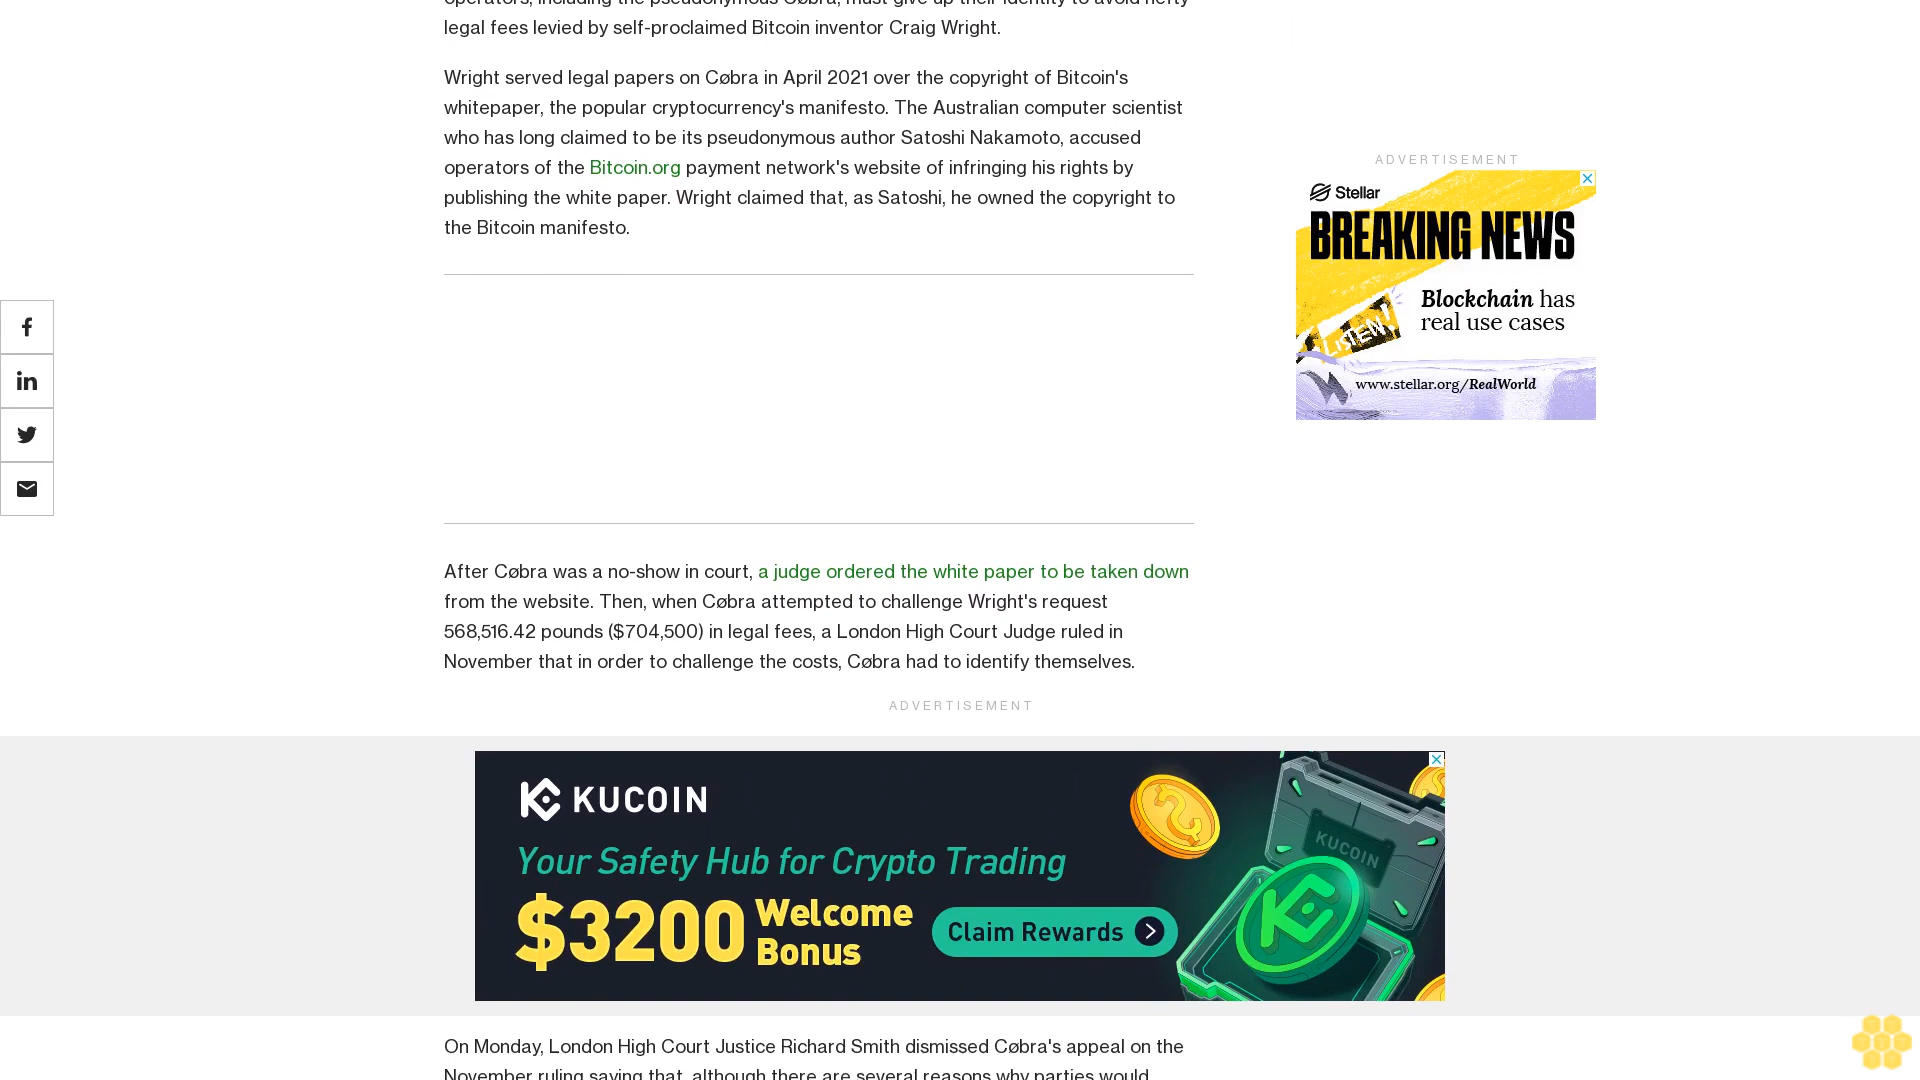 operators, including the pseudonymous Cøbra, must give up their identity to avoid hefty
legal fees levied by self-proclaimed Bitcoin inventor Craig Wright.
Wright served legal papers on Cøbra in April 2021 over the copyright of Bitcoin's
whitepaper, the popular cryptocurrency's manifesto. The Australian computer scientist
who has long claimed to be its pseudonymous author Satoshi Nakamoto, accused
operators of the Bitcoin.org payment network's website of infringing his rights by
publishing the white paper. Wright claimed that, as Satoshi, he owned the copyright to
the Bitcoin manifesto.
ADVERTISEMENT
Stellar
BREAKING NEWS
Blockchain has
real use cases
LISTEN!
www.stellar.org/RealWorld
After Cøbra was a no-show in court, a judge ordered the white paper to be taken down
from the website. Then, when Cøbra attempted to challenge Wright's request
568,516.42 pounds ($704,500) in legal fees, a London High Court Judge ruled in
November that in order to challenge the costs, Cøbra had to identify themselves.
ADVERTISEMENT
KUCOIN
Your Safety Hub for Crypto Trading
$3200 Welcome
Bonus
Claim Rewards
KUCOIN
On Monday, London High Court Justice Richard Smith dismissed Cøbra's appeal on the
November ruling saying that, although there are several reasons why parties would